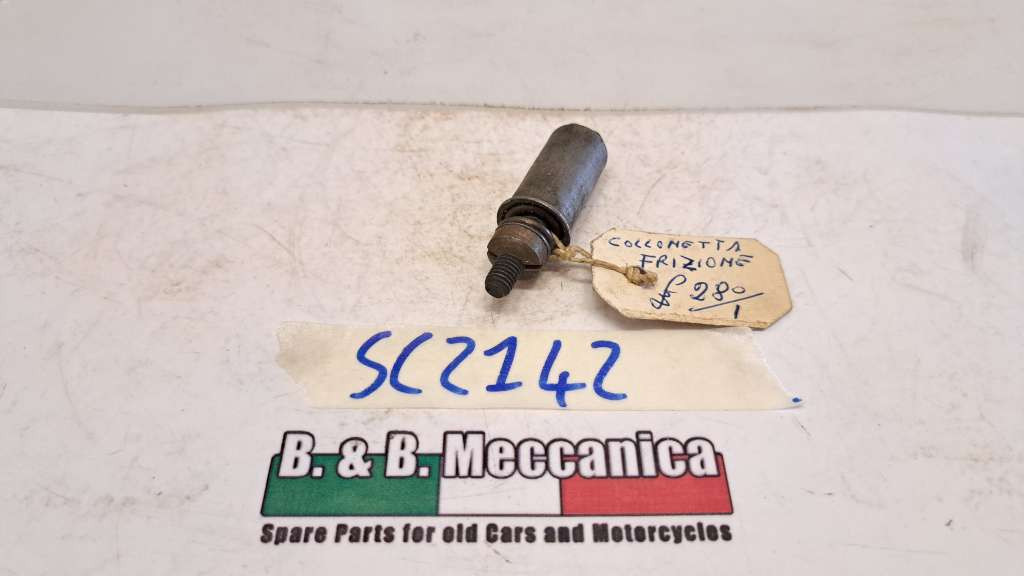 COLLONETTA
FRIZIONE
£ 280/1
SC2142
B. & B. Meccanica
Spare Parts for old Cars and Motorcycles